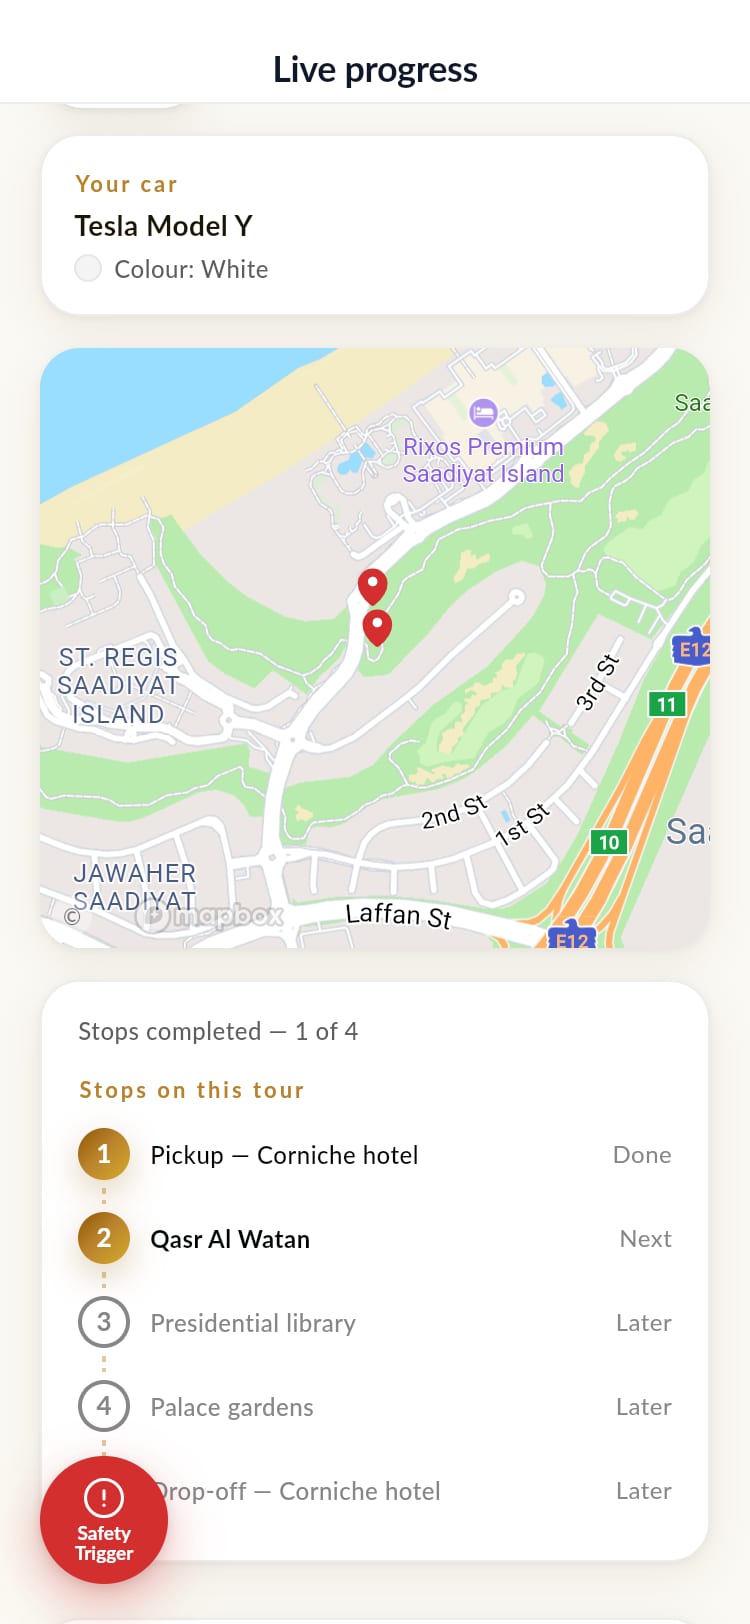 Live progress
Your car
Tesla Model Y
Colour: White
Saa
Rixos Premium
Saadiyat Island
ST. REGIS
SAADIYAT
ISLAND
E12
3rd St
11
2nd St
1st St
10
Sa
JAWAHER
SAADIYAT
© mapbox
Laffan St
E12
Stops completed — 1 of 4
Stops on this tour
1 Pickup — Corniche hotel Done
2 Qasr Al Watan Next
3 Presidential library Later
4 Palace gardens Later
Drop-off — Corniche hotel Later
!
Safety
Trigger